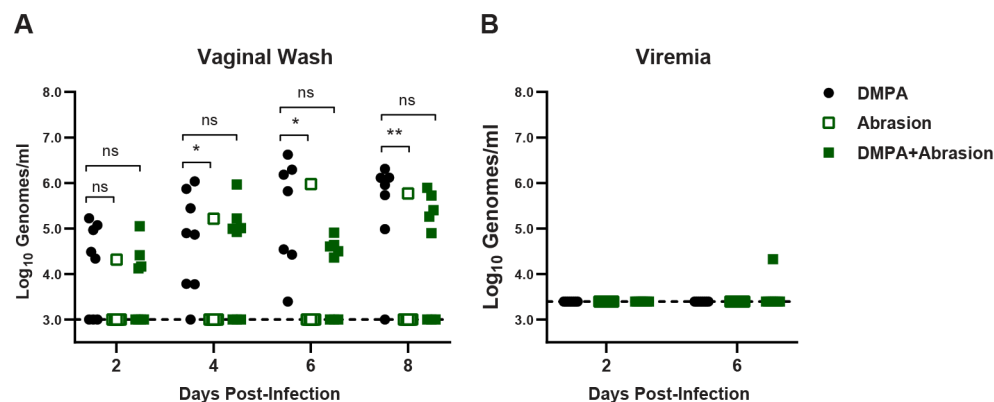 A
Vaginal Wash
Log10 Genomes/ml
8.0
7.0
6.0
5.0
4.0
3.0
ns
ns
ns
*
ns
*
ns
**
2
4
6
8
Days Post-Infection
B
Viremia
Log10 Genomes/ml
8.0
7.0
6.0
5.0
4.0
3.0
2
6
Days Post-Infection
DMPA
Abrasion
DMPA+Abrasion